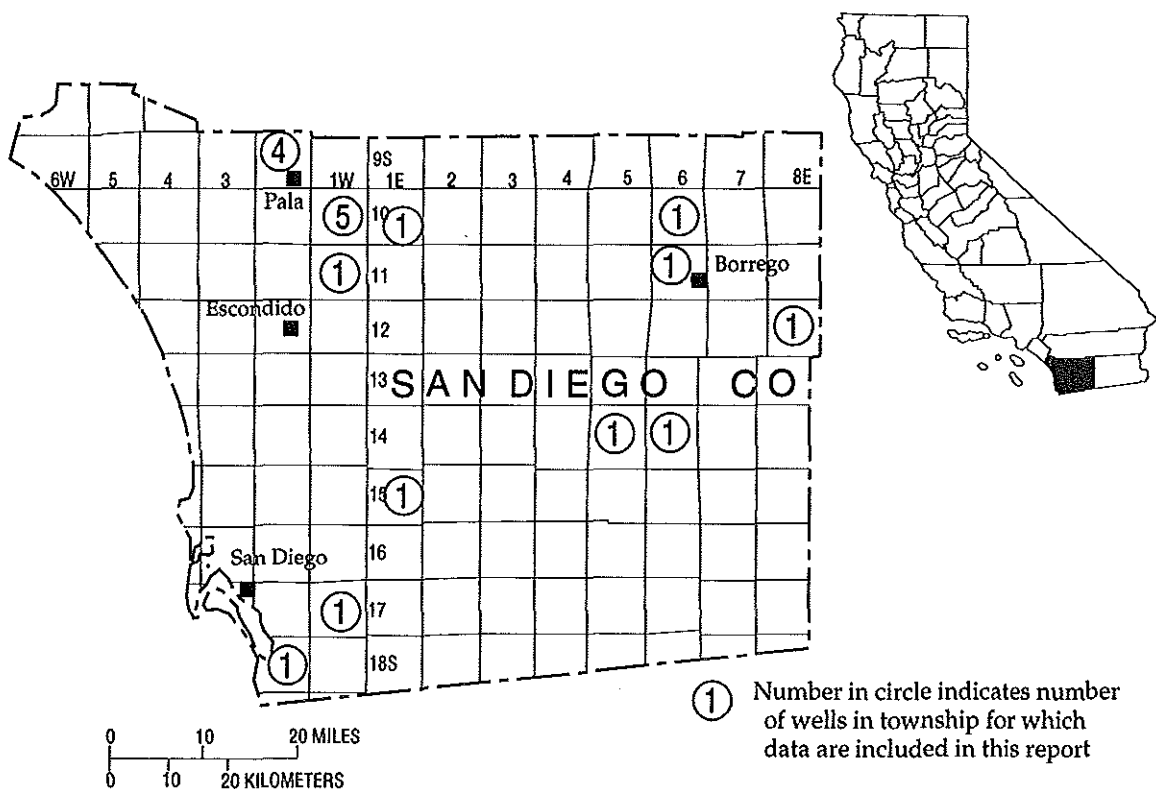 4
9S
6W 5 4 3 1W 1E 2 3 4 5 6 7 8E
Pala
5
10
1
1
1
11
1
Borrego
Escondido
12
1
13
SAN DIEGO CO
14
1
1
15
1
16
San Diego
1
17
1
18S
1 Number in circle indicates number
of wells in township for which
data are included in this report
0 10 20 MILES
0 10 20 KILOMETERS